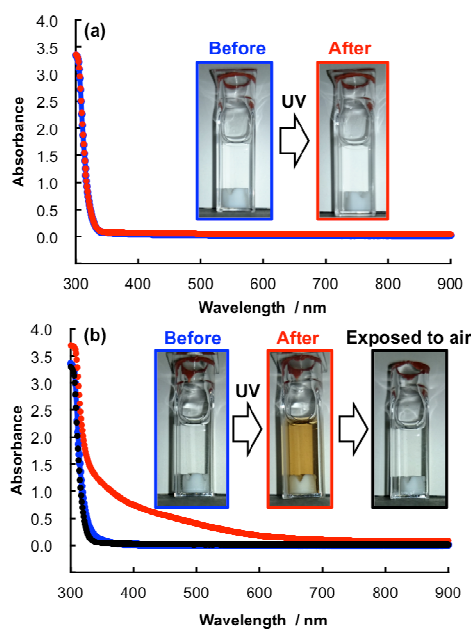 (a)
Before
After
UV
Absorbance
4.0
3.5
3.0
2.5
2.0
1.5
1.0
0.5
0.0
300 400 500 600 700 800 900
Wavelength / nm
(b)
Before
After
Exposed to air
UV
Absorbance
4.0
3.5
3.0
2.5
2.0
1.5
1.0
0.5
0.0
300 400 500 600 700 800 900
Wavelength / nm